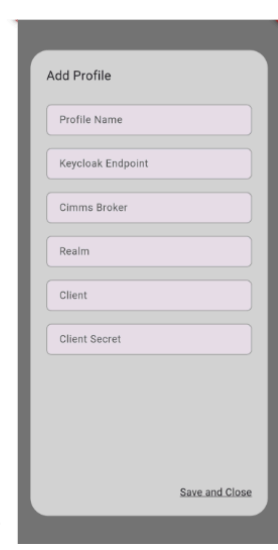 Add Profile
Profile Name
Keycloak Endpoint
Cimms Broker
Realm
Client
Client Secret
Save and Close